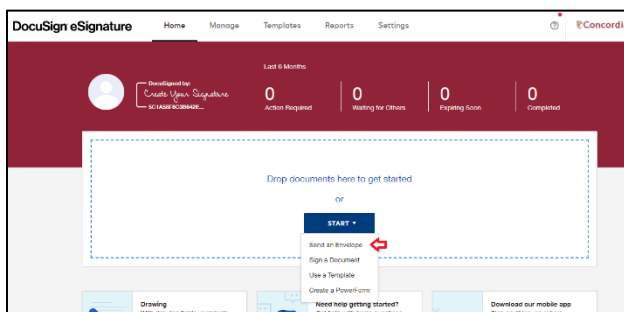 DocuSign eSignature Home Manage Templates Reports Settings Concordi
Last 6 Months
DocuSigned by:
Create Your Signature
0 0 0 0
Action Required Waiting for Others Expiring Soon Completed
Drop documents here to get started
or
START
Send an Envelope
Sign a Document
Use a Template
Create a PowerForm
Drawing Need help getting started? Download our mobile app